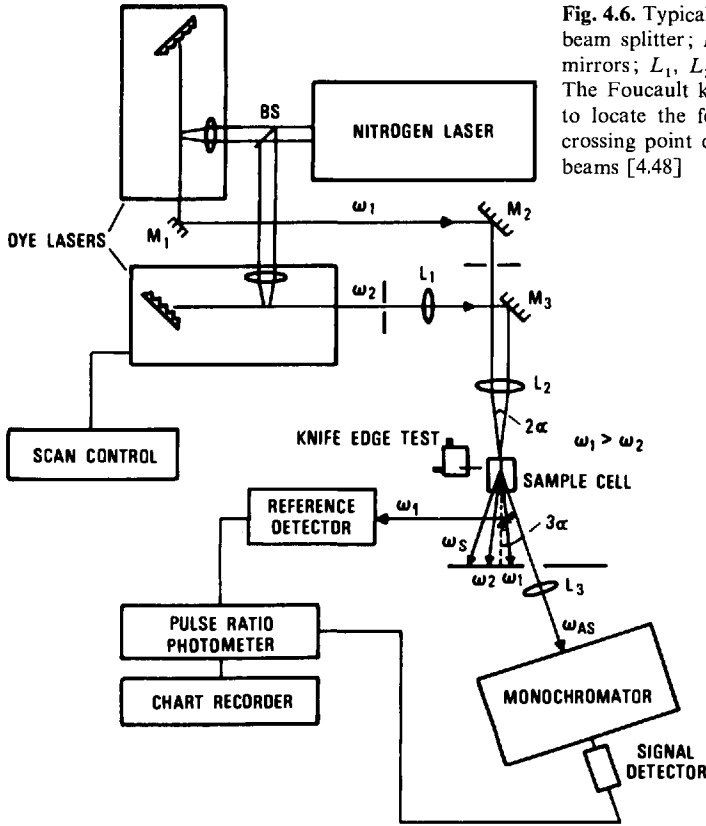 Fig. 4.6. Typical
beam splitter;
mirrors; L₁,
The Foucault
to locate the
crossing point
beams [4.48]
BS
NITROGEN LASER
M₁
ω₁
M₂
DYE LASERS
ω₂
L₁
M₃
L₂
2α
KNIFE EDGE TEST
ω₁ > ω₂
SCAN CONTROL
SAMPLE CELL
REFERENCE
DETECTOR
ω₁
3α
ωS
ω₂ ω₁
L₃
ωAS
PULSE RATIO
PHOTOMETER
MONOCHROMATOR
CHART RECORDER
SIGNAL
DETECTOR